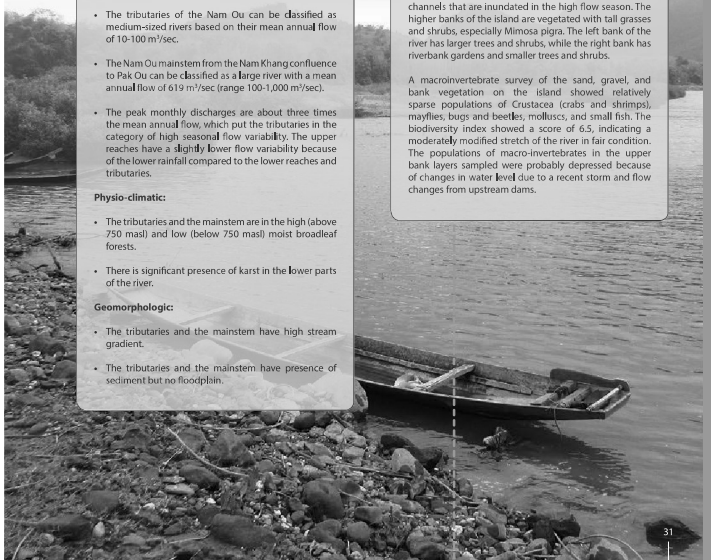 • The tributaries of the Nam Ou can be classified as
medium-sized rivers based on their mean annual flow
of 10-100 m³/sec.
• The Nam Ou mainstem from the Nam Khang confluence
to Pak Ou can be classified as a large river with a mean
annual flow of 619 m³/sec (range 100-1,000 m³/sec).
• The peak monthly discharges are about three times
the mean annual flow, which put the tributaries in the
category of high seasonal flow variability. The upper
reaches have a slightly lower flow variability because
of the lower rainfall compared to the lower reaches and
tributaries.
Physio-climatic:
• The tributaries and the mainstem are in the high (above
750 masl) and low (below 750 masl) moist broadleaf
forests.
• There is significant presence of karst in the lower parts
of the river.
Geomorphologic:
• The tributaries and the mainstem have high stream
gradient.
• The tributaries and the mainstem have presence of
sediment but no floodplain.
channels that are inundated in the high flow season. The
higher banks of the island are vegetated with tall grasses
and shrubs, especially Mimosa pigra. The left bank of the
river has larger trees and shrubs, while the right bank has
riverbank gardens and smaller trees and shrubs.
A macroinvertebrate survey of the sand, gravel, and
bank vegetation on the island showed relatively
sparse populations of Crustacea (crabs and shrimps),
mayflies, bugs and beetles, molluscs, and small fish. The
biodiversity index showed a score of 6.5, indicating a
moderately modified stretch of the river in fair condition.
The populations of macro-invertebrates in the upper
bank layers sampled were probably depressed because
of changes in water level due to a recent storm and flow
changes from upstream dams.
31